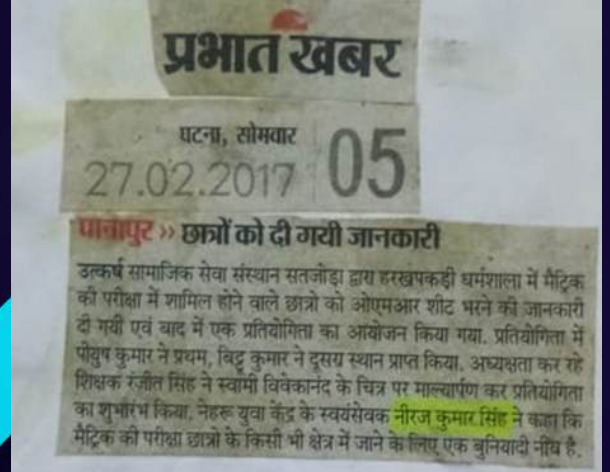 प्रभात खबर
पटना, सोमवार
27.02.2017
05
पानापुर >> छात्रों को दी गयी जानकारी
उत्कर्ष सामाजिक सेवा संस्थान सतजोड़ा द्वारा हरखपकड़ी धर्मशाला में मैट्रिक
की परीक्षा में शामिल होने वाले छात्रो को ओएमआर शीट भरने की जानकारी
दी गयी एवं बाद में एक प्रतियोगिता का आयोजन किया गया. प्रतियोगिता में
पीयुष कुमार ने प्रथम, बिट्टू कुमार ने दूसरा स्थान प्राप्त किया. अध्यक्षता कर रहे
शिक्षक रंजीत सिंह ने स्वामी विवेकानंद के चित्र पर माल्यार्पण कर प्रतियोगिता
का शुभारंभ किया. नेहरू युवा केंद्र के स्वयंसेवक नीरज कुमार सिंह ने कहा कि
मैट्रिक की परीक्षा छात्रो के किसी भी क्षेत्र में जाने के लिए एक बुनियादी नीव है.